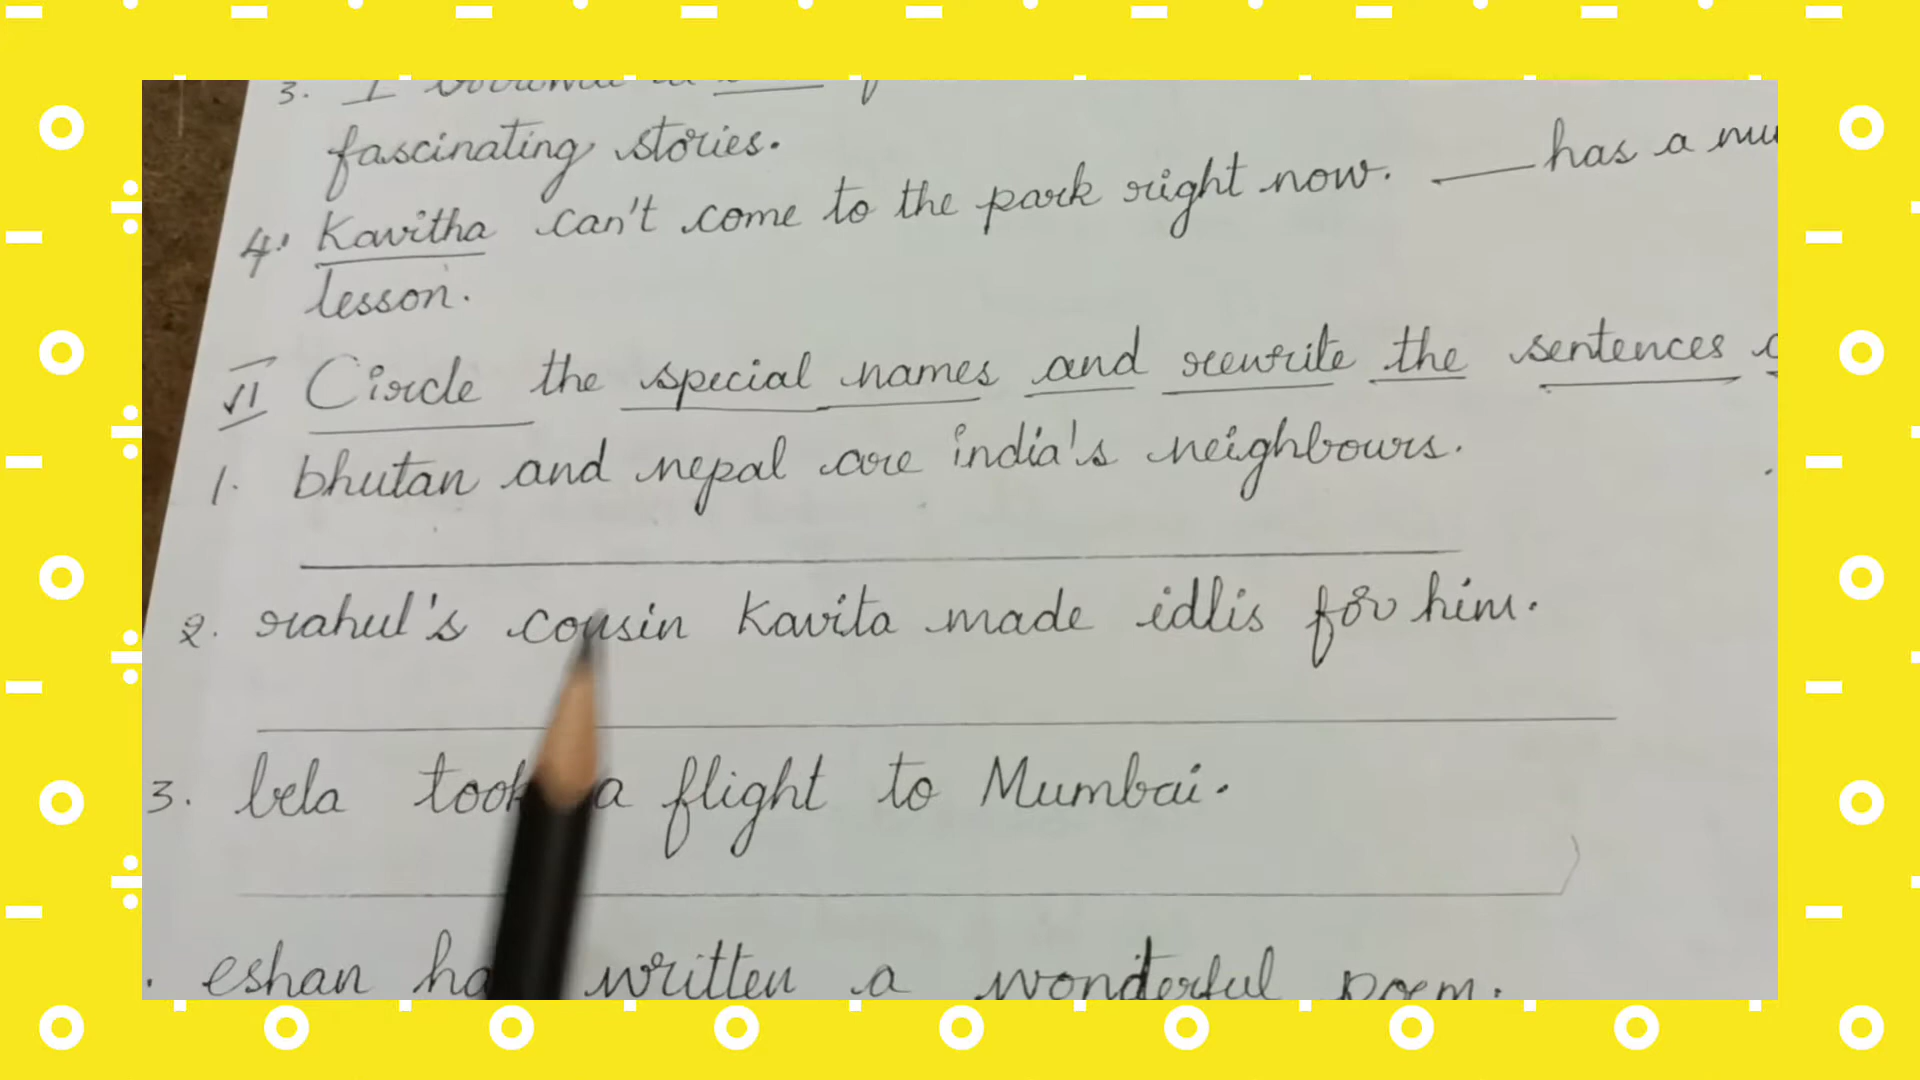 3. I
fascinating stories.
4. Kavitha can't come to the park right now. ____ has a
lesson.
VI Circle the special names and rewrite the sentences
1. bhutan and nepal are india's neighbours.
2. rahul's cousin Kavita made idlis for him.
3. bela took a flight to Mumbai.
eshan written a wonderful poem.